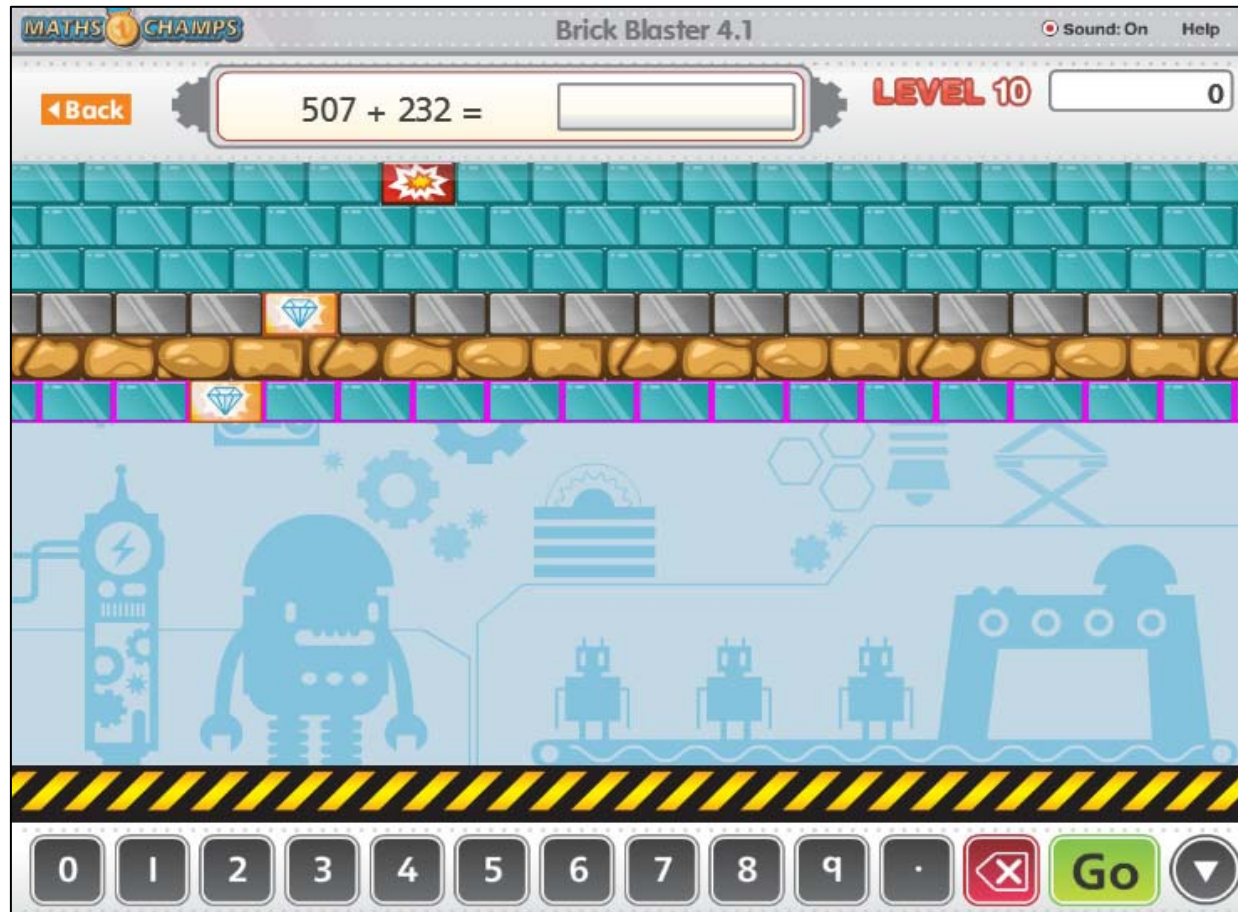 MATHS CHAMPS
Brick Blaster 4.1
Sound: On Help
Back
507 + 232 =
LEVEL 10
0
0 1 2 3 4 5 6 7 8 9 . Go